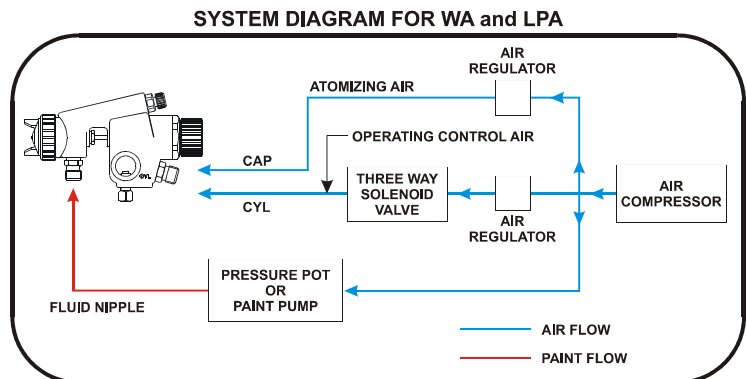 SYSTEM DIAGRAM FOR WA and LPA
AIR
REGULATOR
ATOMIZING AIR
OPERATING CONTROL AIR
CAP
CYL
CYL
THREE WAY
SOLENOID
VALVE
AIR
REGULATOR
AIR
COMPRESSOR
PRESSURE POT
OR
PAINT PUMP
FLUID NIPPLE
AIR FLOW
PAINT FLOW